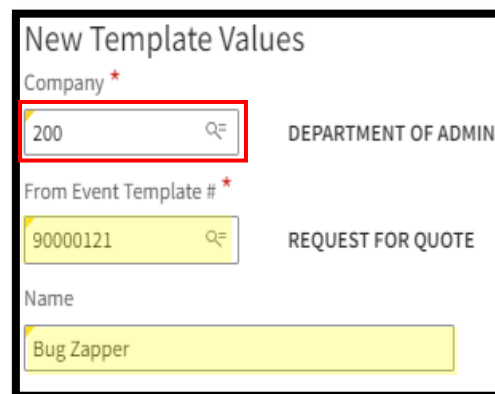 New Template Values
Company *
200 DEPARTMENT OF ADMIN
From Event Template # *
90000121 REQUEST FOR QUOTE
Name
Bug Zapper